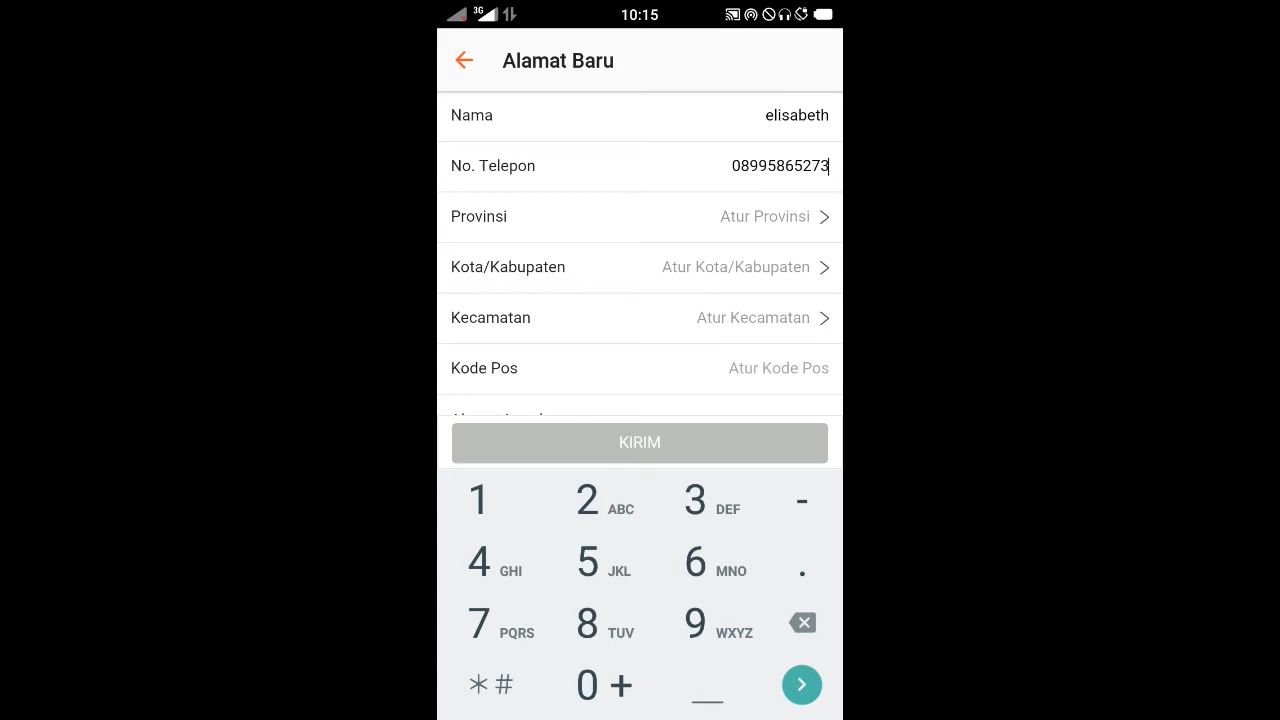 3G 10:15
Alamat Baru
Nama elisabeth
No. Telepon 08995865273
Provinsi Atur Provinsi
Kota/Kabupaten Atur Kota/Kabupaten
Kecamatan Atur Kecamatan
Kode Pos Atur Kode Pos
KIRIM
1 2 ABC 3 DEF -
4 GHI 5 JKL 6 MNO .
7 PQRS 8 TUV 9 WXYZ
*# 0 + _